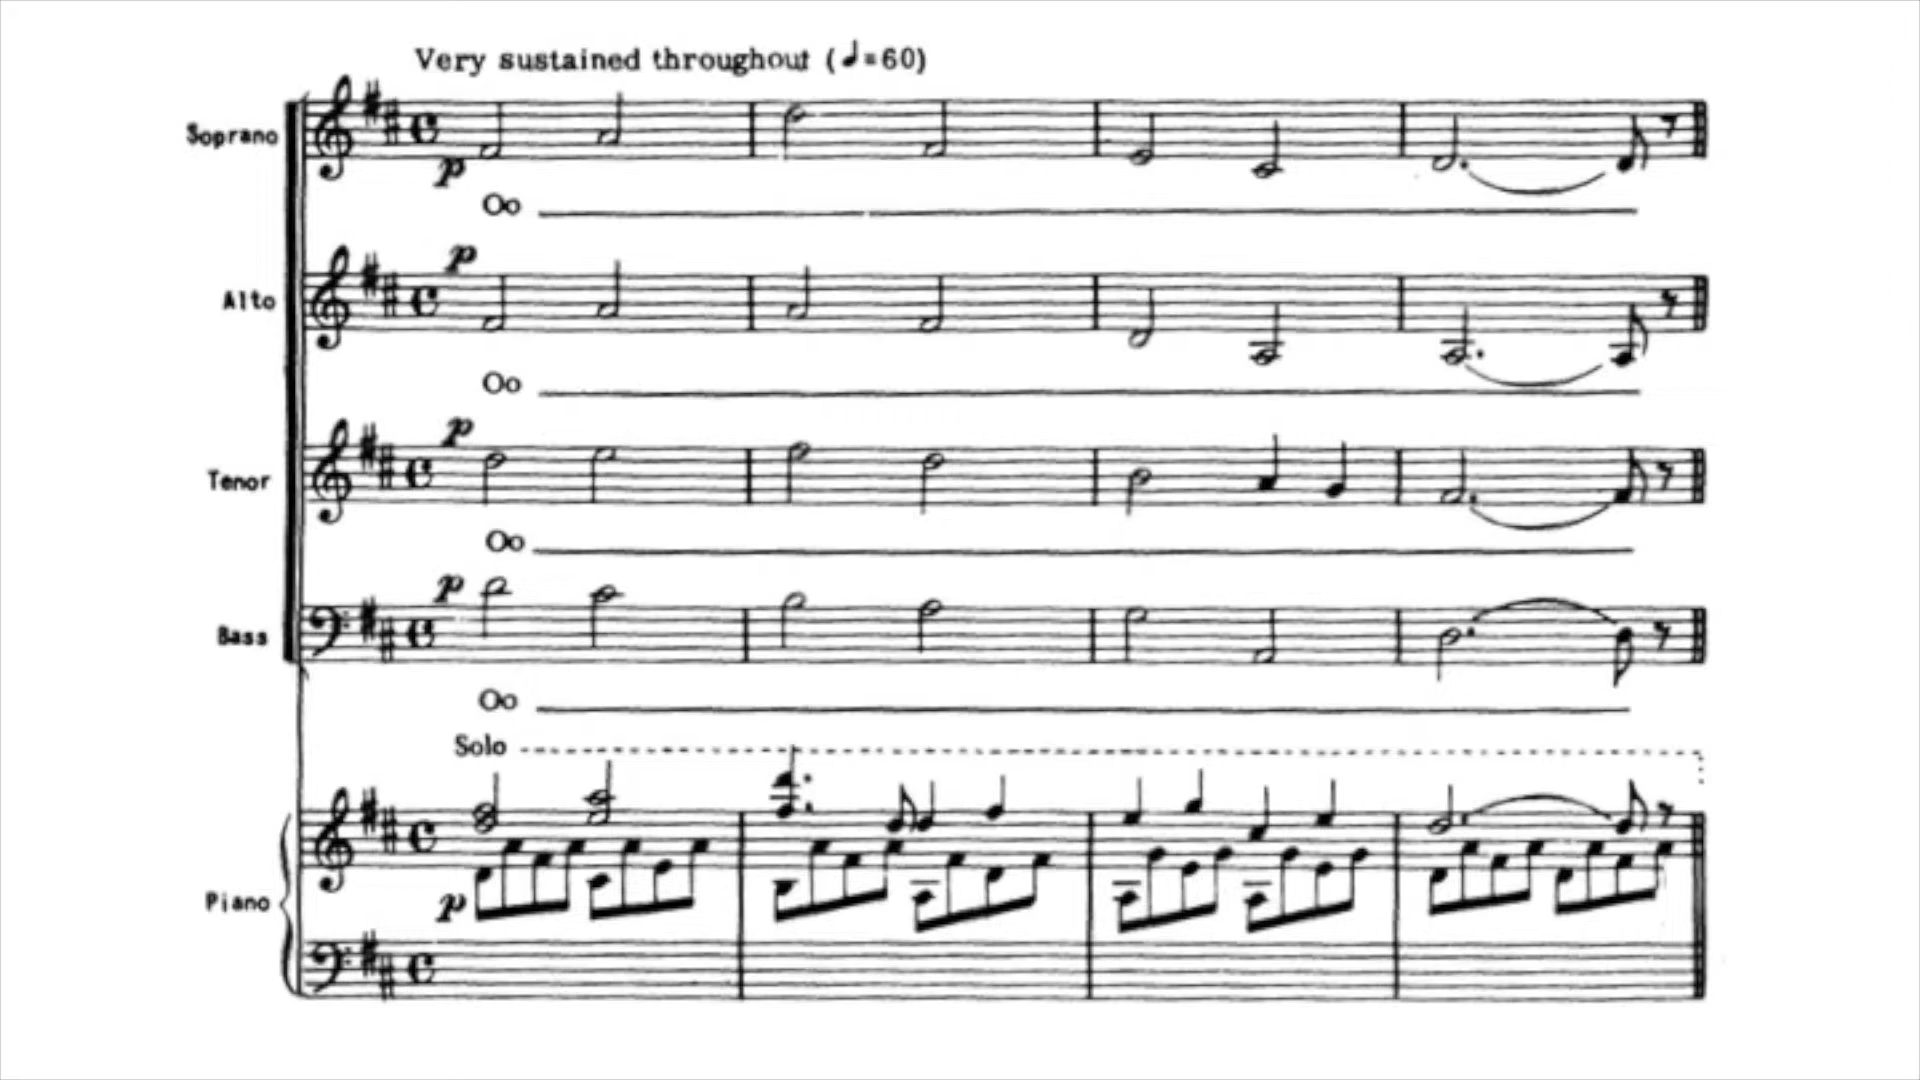 Very sustained throughout (♩=60)
Soprano
p
Oo
p
Alto
Oo
p
Tenor
Oo
p
Bass
Oo
Solo
Piano
p